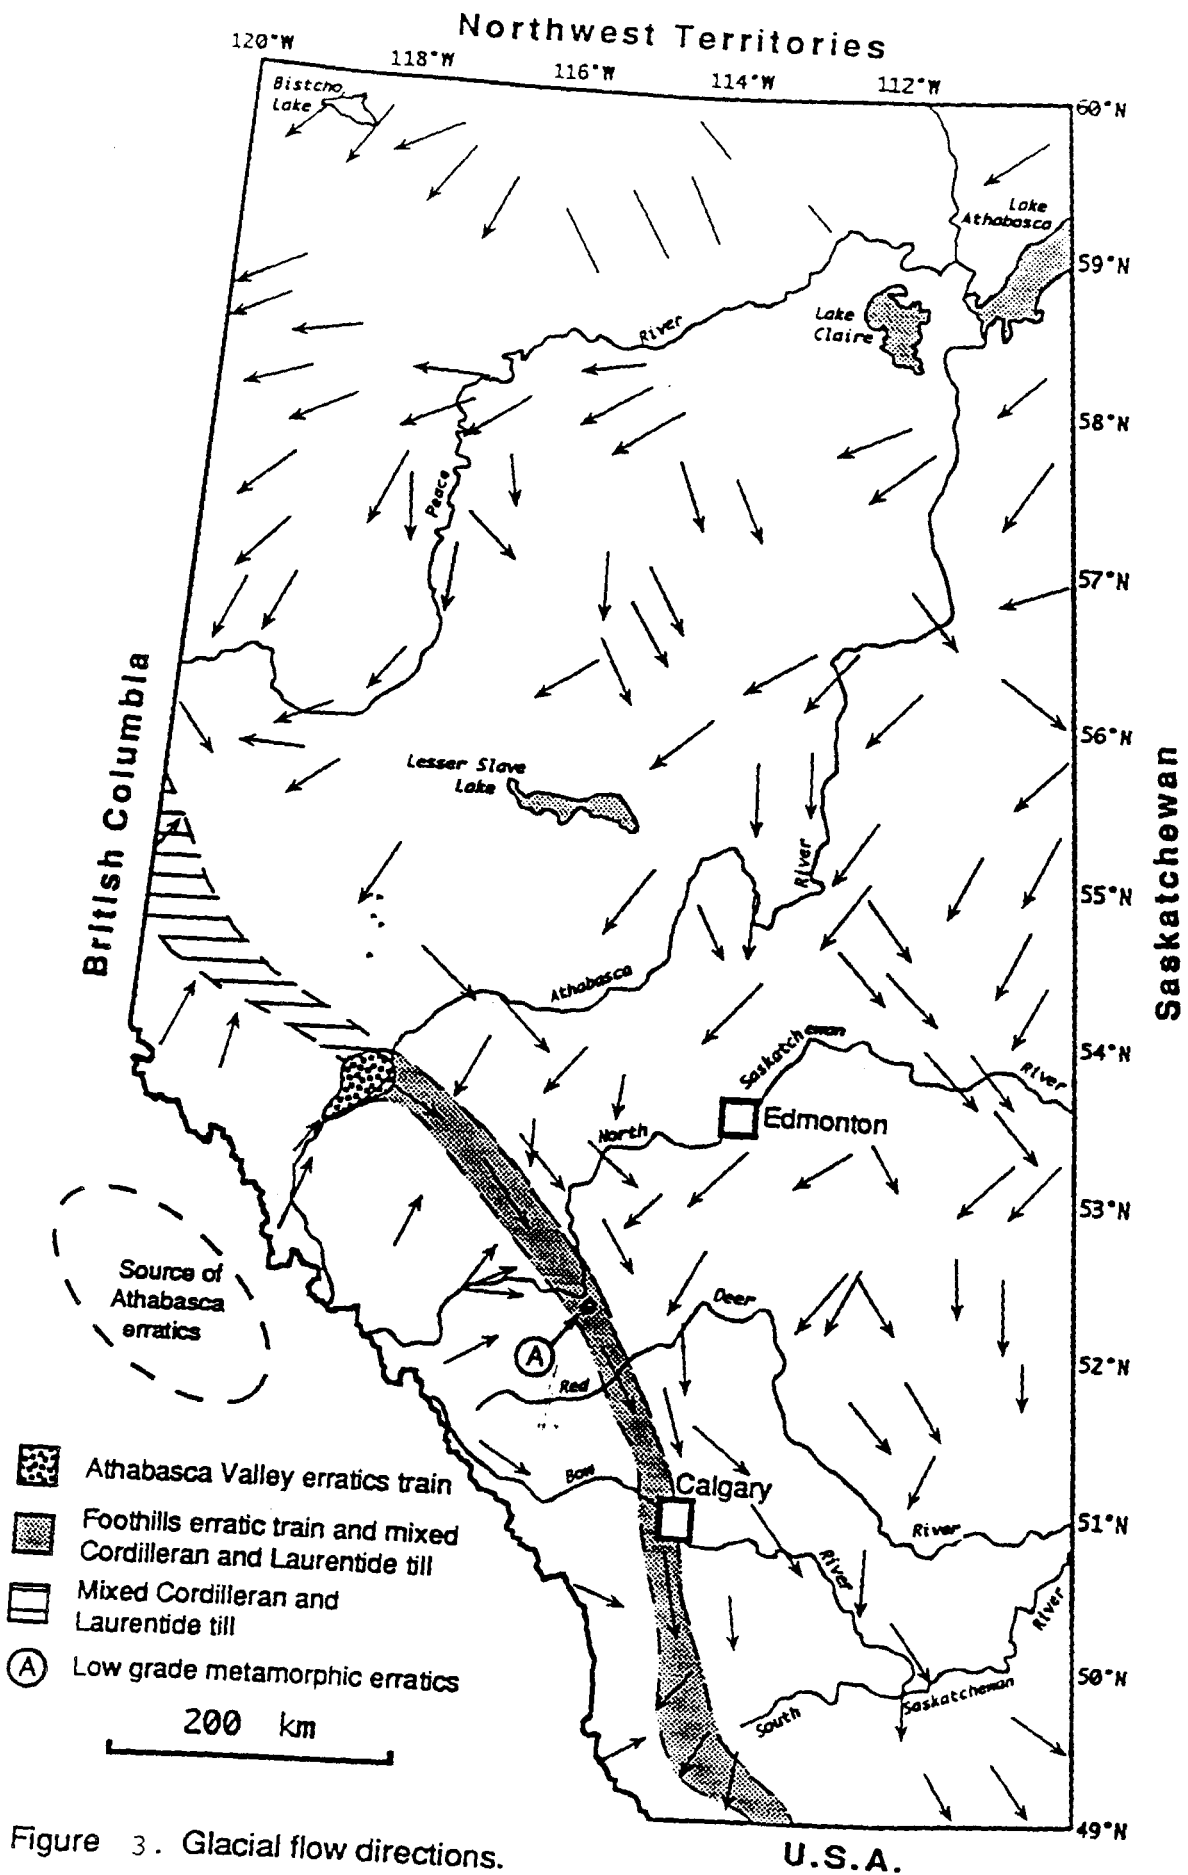 Northwest Territories
120°W
118°W
116°W
114°W
112°W
60°N
Bistcho
Lake
Lake
Athabasca
59°N
Lake
Claire
River
58°N
Peace
57°N
British Columbia
56°N
Lesser Slave
Lake
Saskatchewan
River
55°N
Athabasca
54°N
Saskatchewan
River
Edmonton
North
53°N
Source of
Athabasca
erratics
Deer
A
52°N
Red
Bow
Calgary
51°N
River
River
River
50°N
Saskatchewan
South
49°N
U.S.A.
Athabasca Valley erratics train
Foothills erratic train and mixed
Cordilleran and Laurentide till
Mixed Cordilleran and
Laurentide till
A Low grade metamorphic erratics
200 km
Figure 3. Glacial flow directions.